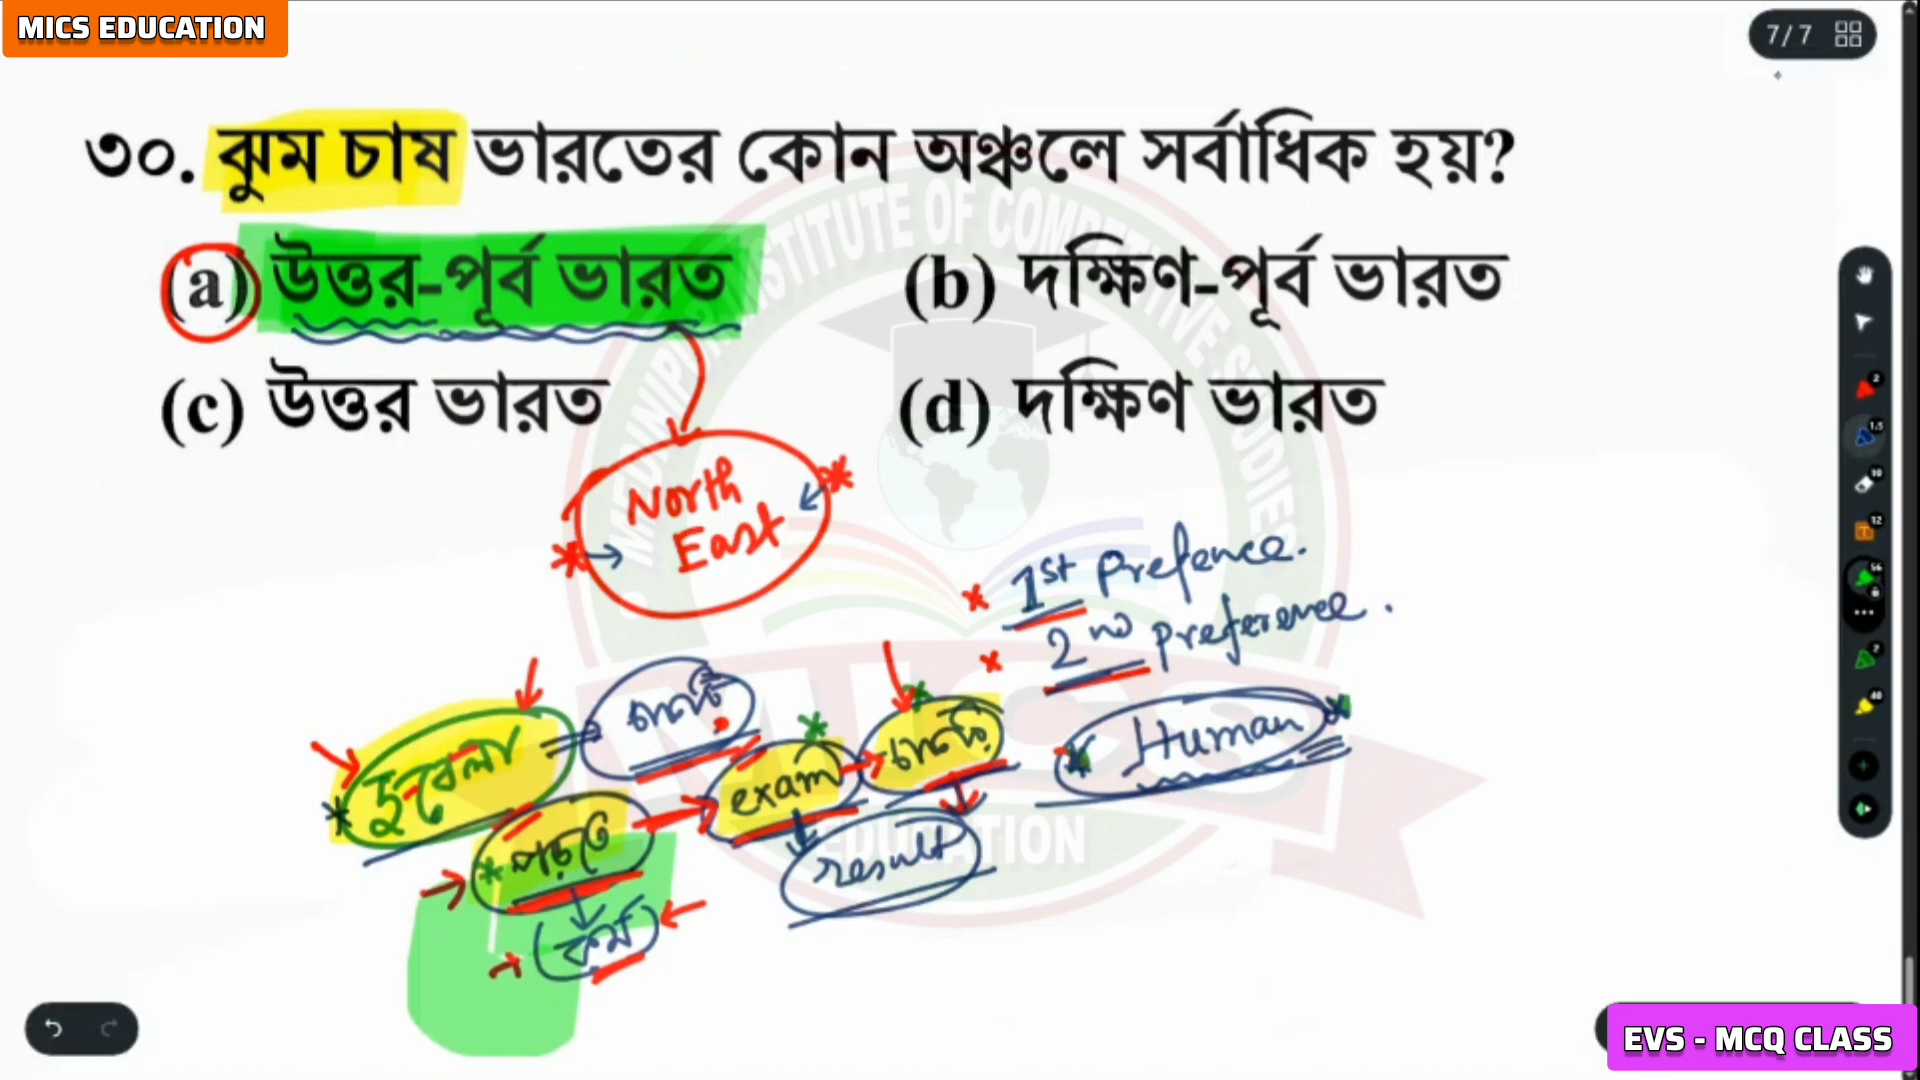 MICS EDUCATION
7/7
৩০. ঝুম চাষ ভারতের কোন অঞ্চলে সর্বাধিক হয়?
(a) উত্তর-পূর্ব ভারত
(b) দক্ষিণ-পূর্ব ভারত
(c) উত্তর ভারত
(d) দক্ষিণ ভারত
North
East
1st Prefence.
2nd preference.
দুবেলা
exam
Human
result
EDUCATION
EVS - MCQ CLASS